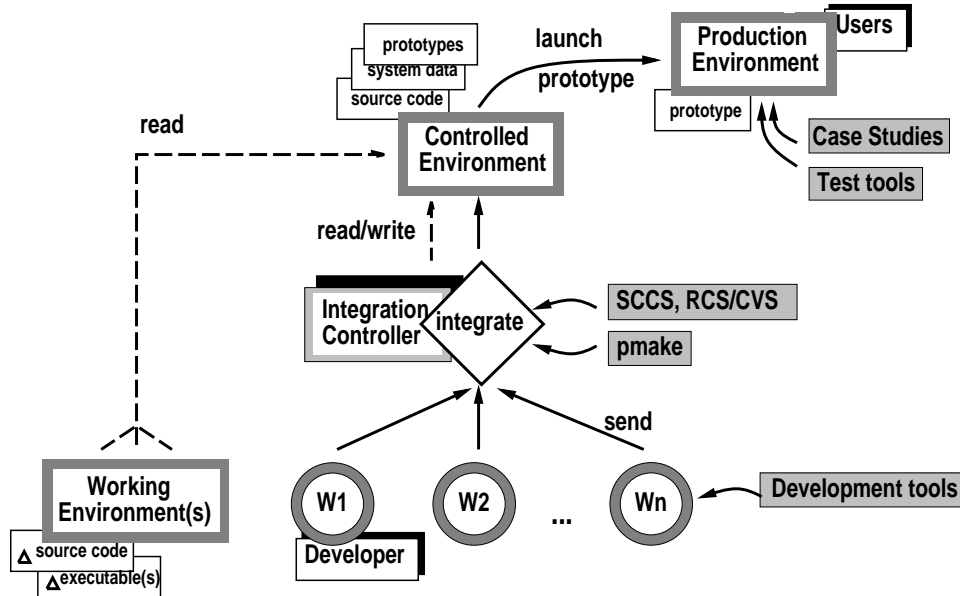 prototypes
system data
source code
launch
prototype
Production
Environment
Users
prototype
Case Studies
Test tools
read
Controlled
Environment
read/write
Integration
Controller
integrate
SCCS, RCS/CVS
pmake
send
Working
Environment(s)
Δ source code
Δ executable(s)
W1
W2
...
Wn
Development tools
Developer